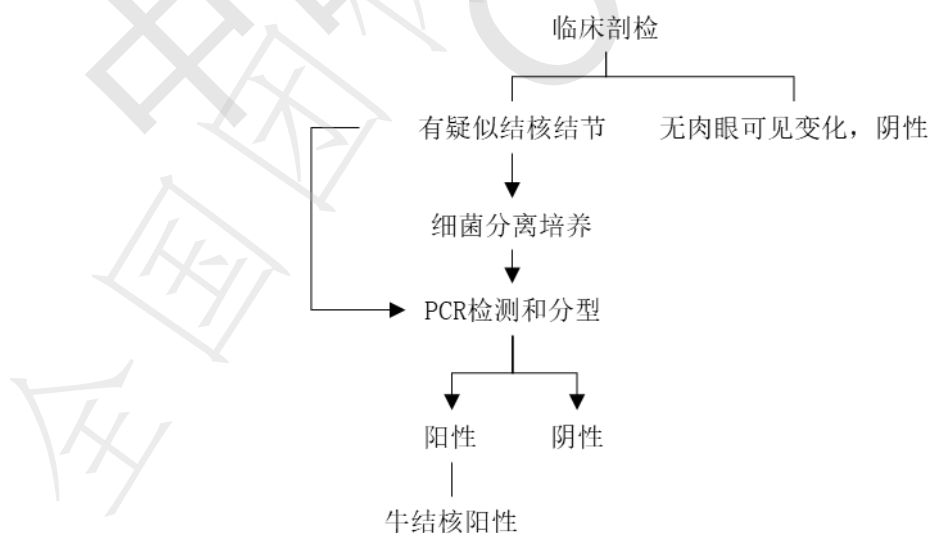 临床剖检
有疑似结核结节
无肉眼可见变化，阴性
细菌分离培养
PCR检测和分型
阳性
阴性
牛结核阳性